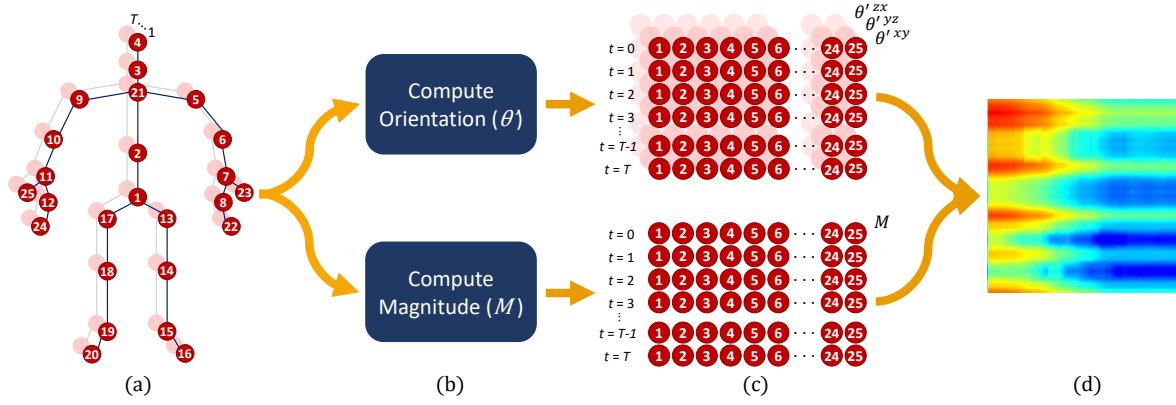 T
1
4
3
9
21
5
10
2
6
11
7
25
12
1
8
23
24
17
13
22
18
14
19
15
20
16
(a)
Compute
Orientation (θ)
Compute
Magnitude (M)
(b)
θ′ zx
θ′ yz
θ′ xy
t = 0 1 2 3 4 5 6 ··· 24 25
t = 1 1 2 3 4 5 6 ··· 24 25
t = 2 1 2 3 4 5 6 ··· 24 25
t = 3 1 2 3 4 5 6 ··· 24 25
⋮
t = T-1 1 2 3 4 5 6 ··· 24 25
t = T 1 2 3 4 5 6 ··· 24 25
M
t = 0 1 2 3 4 5 6 ··· 24 25
t = 1 1 2 3 4 5 6 ··· 24 25
t = 2 1 2 3 4 5 6 ··· 24 25
t = 3 1 2 3 4 5 6 ··· 24 25
⋮
t = T-1 1 2 3 4 5 6 ··· 24 25
t = T 1 2 3 4 5 6 ··· 24 25
(c)
(d)